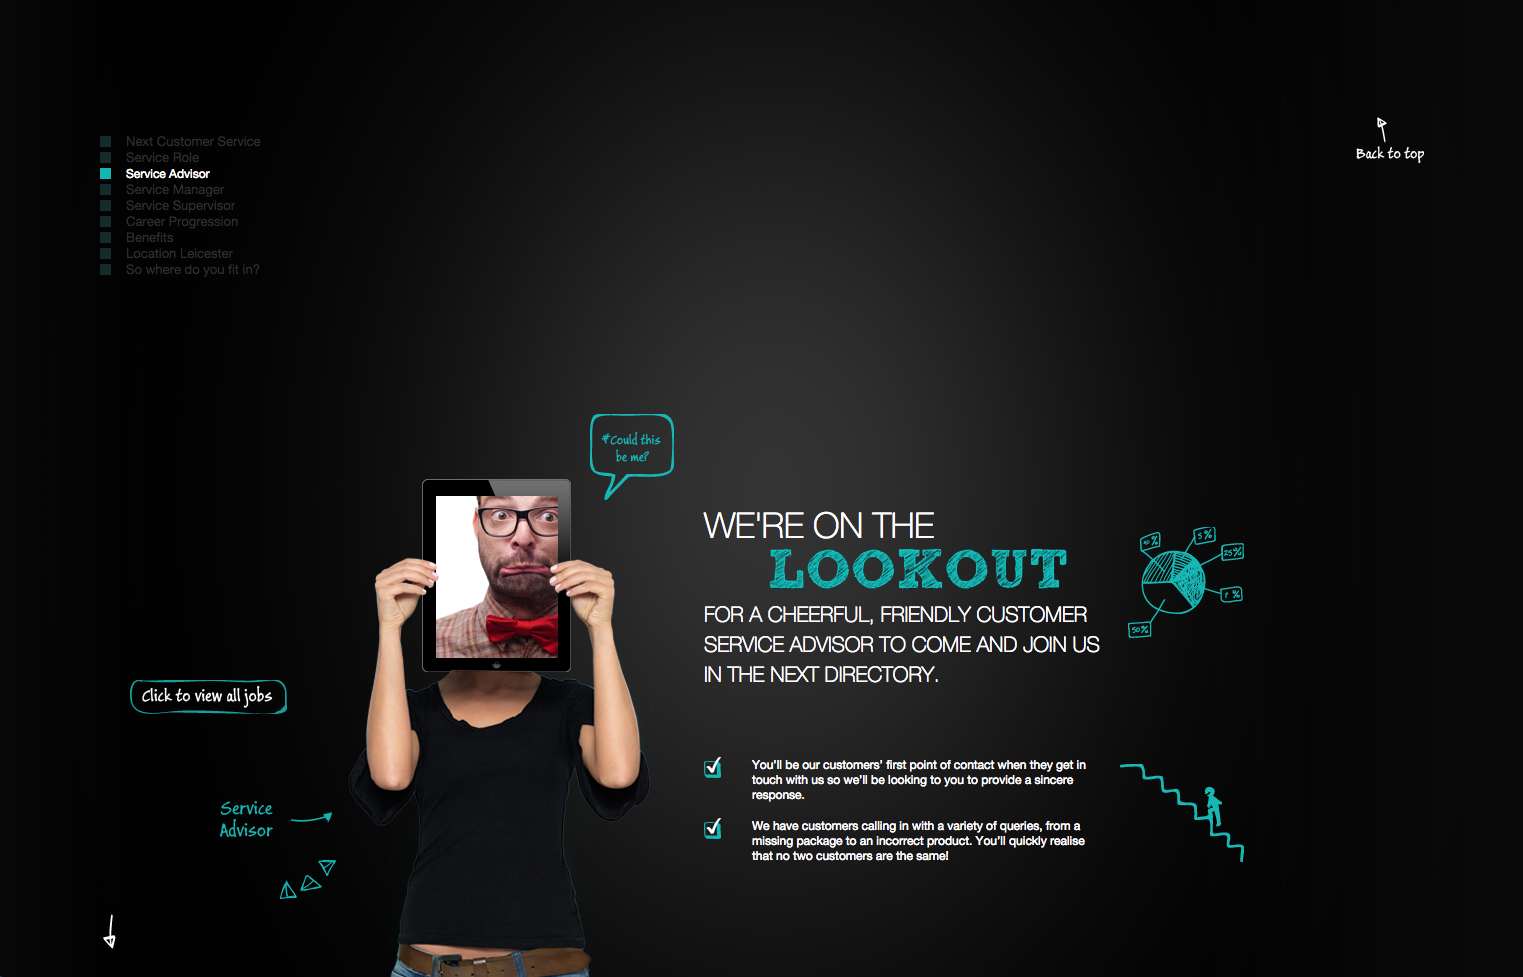 Next Customer Service
Service Role
Service Advisor
Service Manager
Service Supervisor
Career Progression
Benefits
Location Leicester
So where do you fit in?
Back to top
#Could this
be me?
WE'RE ON THE
LOOKOUT
FOR A CHEERFUL, FRIENDLY CUSTOMER
SERVICE ADVISOR TO COME AND JOIN US
IN THE NEXT DIRECTORY.
5%
25%
50%
Click to view all jobs
You'll be our customers' first point of contact when they get in
touch with us so we'll be looking to you to provide a sincere
response.
We have customers calling in with a variety of queries, from a
missing package to an incorrect product. You'll quickly realise
that no two customers are the same!
Service
Advisor